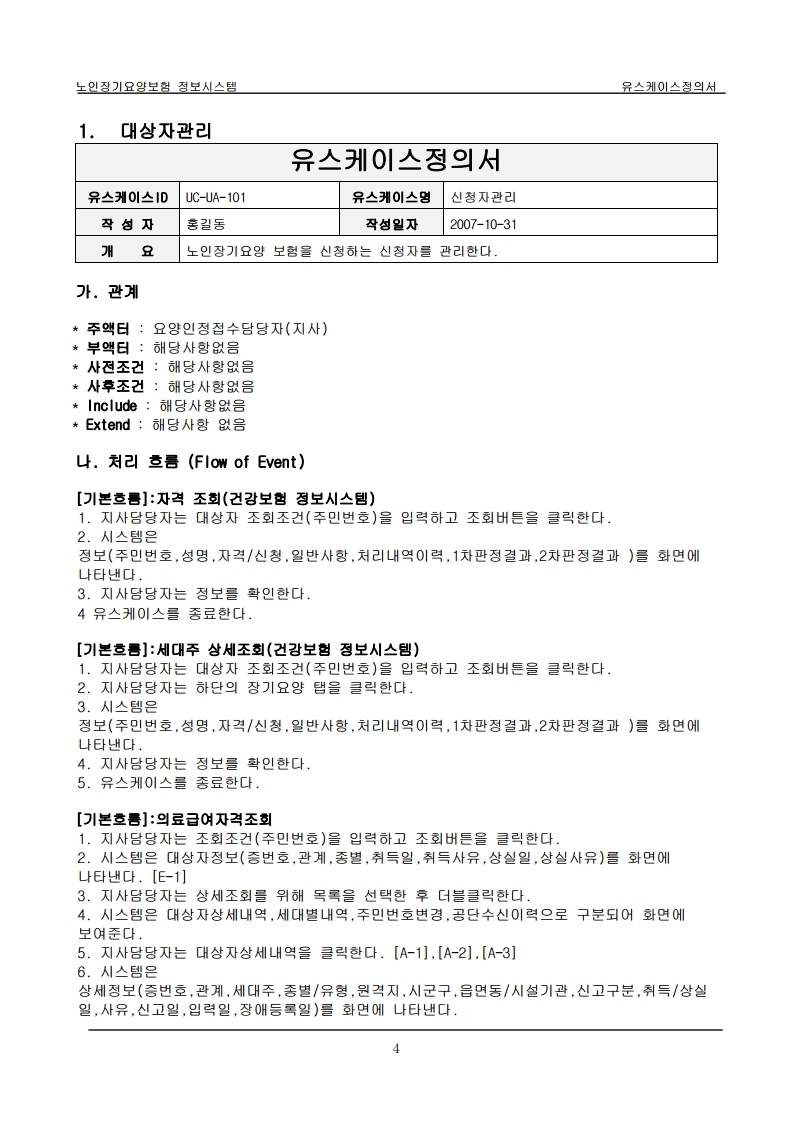 노인장기요양보험 정보시스템 유스케이스정의서
1. 대상자관리
유스케이스정의서
유스케이스ID UC-UA-101 유스케이스명 신청자관리
작 성 자 홍길동 작성일자 2007-10-31
개 요 노인장기요양 보험을 신청하는 신청자를 관리한다.
가. 관계
* 주액터 : 요양인정접수담당자(지사)
* 부액터 : 해당사항없음
* 사전조건 : 해당사항없음
* 사후조건 : 해당사항없음
* Include : 해당사항없음
* Extend : 해당사항 없음
나. 처리 흐름 (Flow of Event)
[기본흐름]:자격 조회(건강보험 정보시스템)
1. 지사담당자는 대상자 조회조건(주민번호)을 입력하고 조회버튼을 클릭한다.
2. 시스템은
정보(주민번호,성명,자격/신청,일반사항,처리내역이력,1차판정결과,2차판정결과 )를 화면에
나타낸다.
3. 지사담당자는 정보를 확인한다.
4 유스케이스를 종료한다.
[기본흐름]:세대주 상세조회(건강보험 정보시스템)
1. 지사담당자는 대상자 조회조건(주민번호)을 입력하고 조회버튼을 클릭한다.
2. 지사담당자는 하단의 장기요양 탭을 클릭한다.
3. 시스템은
정보(주민번호,성명,자격/신청,일반사항,처리내역이력,1차판정결과,2차판정결과 )를 화면에
나타낸다.
4. 지사담당자는 정보를 확인한다.
5. 유스케이스를 종료한다.
[기본흐름]:의료급여자격조회
1. 지사담당자는 조회조건(주민번호)을 입력하고 조회버튼을 클릭한다.
2. 시스템은 대상자정보(증번호,관계,종별,취득일,취득사유,상실일,상실사유)를 화면에
나타낸다. [E-1]
3. 지사담당자는 상세조회를 위해 목록을 선택한 후 더블클릭한다.
4. 시스템은 대상자상세내역,세대별내역,주민번호변경,공단수신이력으로 구분되어 화면에
보여준다.
5. 지사담당자는 대상자상세내역을 클릭한다. [A-1],[A-2],[A-3]
6. 시스템은
상세정보(증번호,관계,세대주,종별/유형,원격지,시군구,읍면동/시설기관,신고구분,취득/상실
일,사유,신고일,입력일,장애등록일)를 화면에 나타낸다.
4